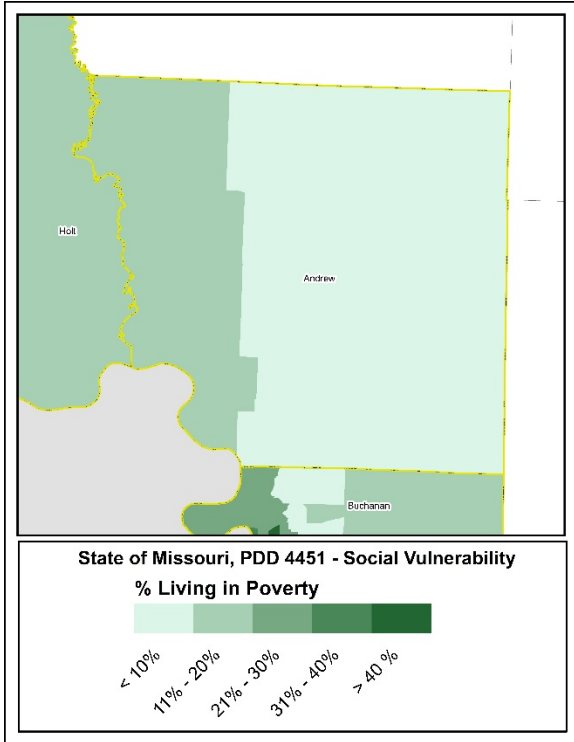 Holt
Andrew
Buchanan
State of Missouri, PDD 4451 - Social Vulnerability
% Living in Poverty
< 10%
11% - 20%
21% - 30%
31% - 40%
> 40 %